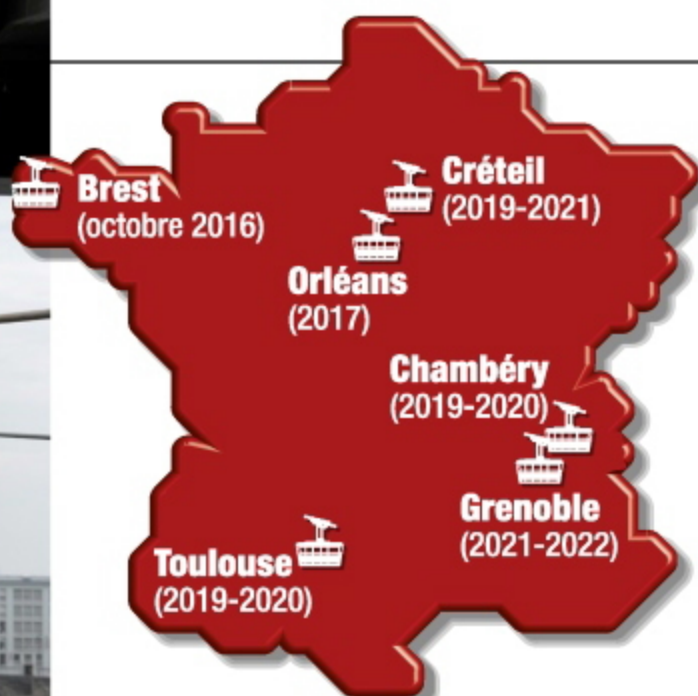 Brest
(octobre 2016)
Créteil
(2019-2021)
Orléans
(2017)
Chambéry
(2019-2020)
Grenoble
(2021-2022)
Toulouse
(2019-2020)